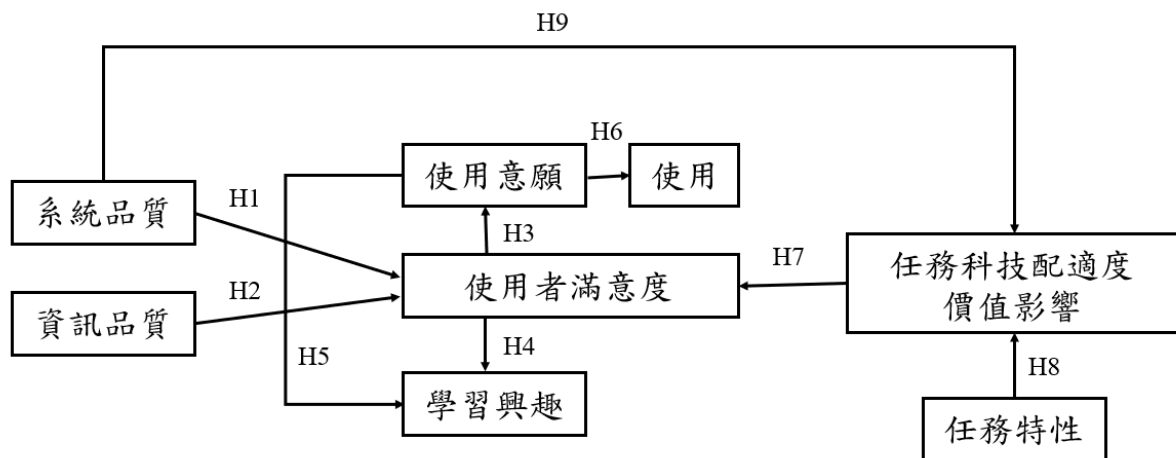 H9
H6
使用意願
使用
系統品質
H1
H3
任務科技配適度
價值影響
H7
使用者滿意度
H2
資訊品質
H5
H4
H8
學習興趣
任務特性